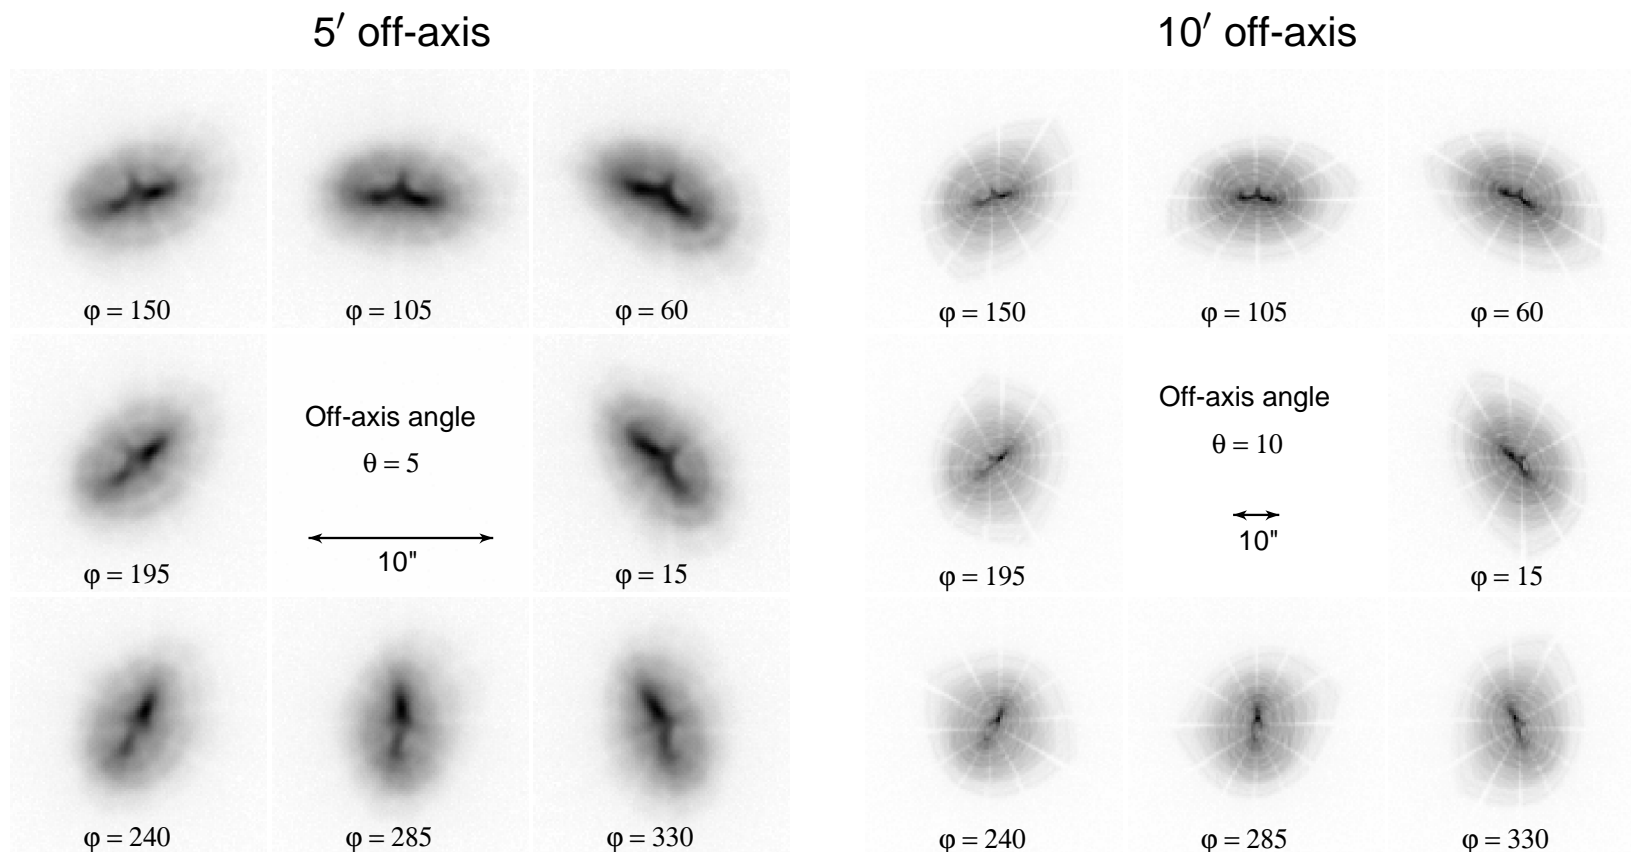 5′ off-axis
φ = 150
φ = 105
φ = 60
Off-axis angle
θ = 5
10"
φ = 195
φ = 15
φ = 240
φ = 285
φ = 330
10′ off-axis
φ = 150
φ = 105
φ = 60
Off-axis angle
θ = 10
10"
φ = 195
φ = 15
φ = 240
φ = 285
φ = 330